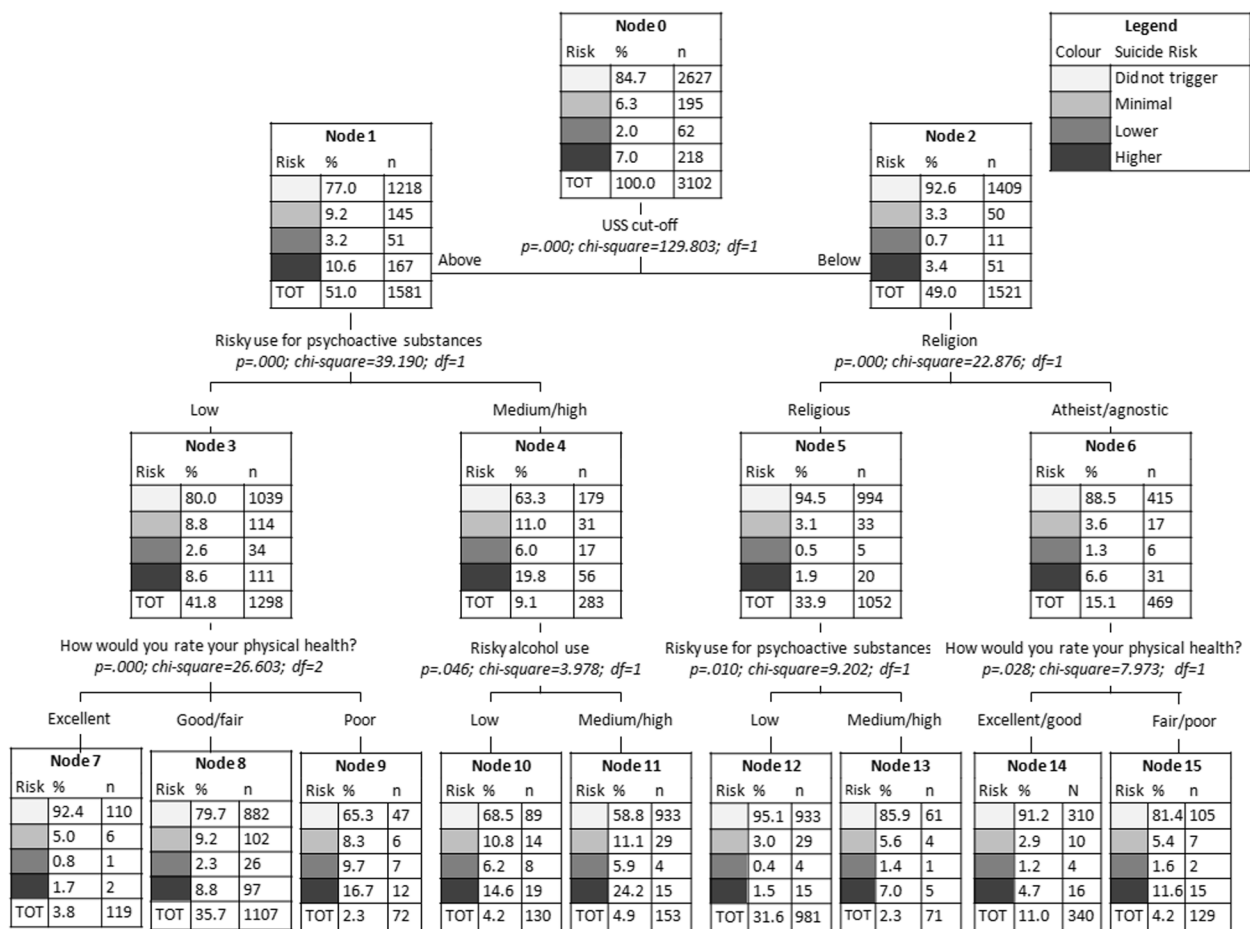 Node 0
Risk % n
84.7 2627
6.3 195
2.0 62
7.0 218
TOT 100.0 3102
Legend
Colour Suicide Risk
Did not trigger
Minimal
Lower
Higher
USS cut-off
p=.000; chi-square=129.803; df=1
Above
Below
Node 1
Risk % n
77.0 1218
9.2 145
3.2 51
10.6 167
TOT 51.0 1581
Node 2
Risk % n
92.6 1409
3.3 50
0.7 11
3.4 51
TOT 49.0 1521
Risky use for psychoactive substances
p=.000; chi-square=39.190; df=1
Religion
p=.000; chi-square=22.876; df=1
Low
Medium/high
Religious
Atheist/agnostic
Node 3
Risk % n
80.0 1039
8.8 114
2.6 34
8.6 111
TOT 41.8 1298
Node 4
Risk % n
63.3 179
11.0 31
6.0 17
19.8 56
TOT 9.1 283
Node 5
Risk % n
94.5 994
3.1 33
0.5 5
1.9 20
TOT 33.9 1052
Node 6
Risk % n
88.5 415
3.6 17
1.3 6
6.6 31
TOT 15.1 469
How would you rate your physical health?
p=.000; chi-square=26.603; df=2
Risky alcohol use
p=.046; chi-square=3.978; df=1
Risky use for psychoactive substances
p=.010; chi-square=9.202; df=1
How would you rate your physical health?
p=.028; chi-square=7.973; df=1
Excellent
Good/fair
Poor
Low
Medium/high
Low
Medium/high
Excellent/good
Fair/poor
Node 7
Risk % n
92.4 110
5.0 6
0.8 1
1.7 2
TOT 3.8 119
Node 8
Risk % n
79.7 882
9.2 102
2.3 26
8.8 97
TOT 35.7 1107
Node 9
Risk % n
65.3 47
8.3 6
9.7 7
16.7 12
TOT 2.3 72
Node 10
Risk % n
68.5 89
10.8 14
6.2 8
14.6 19
TOT 4.2 130
Node 11
Risk % n
58.8 933
11.1 29
5.9 4
24.2 15
TOT 4.9 153
Node 12
Risk % n
95.1 933
3.0 29
0.4 4
1.5 15
TOT 31.6 981
Node 13
Risk % n
85.9 61
5.6 4
1.4 1
7.0 5
TOT 2.3 71
Node 14
Risk % N
91.2 310
2.9 10
1.2 4
4.7 16
TOT 11.0 340
Node 15
Risk % n
81.4 105
5.4 7
1.6 2
11.6 15
TOT 4.2 129